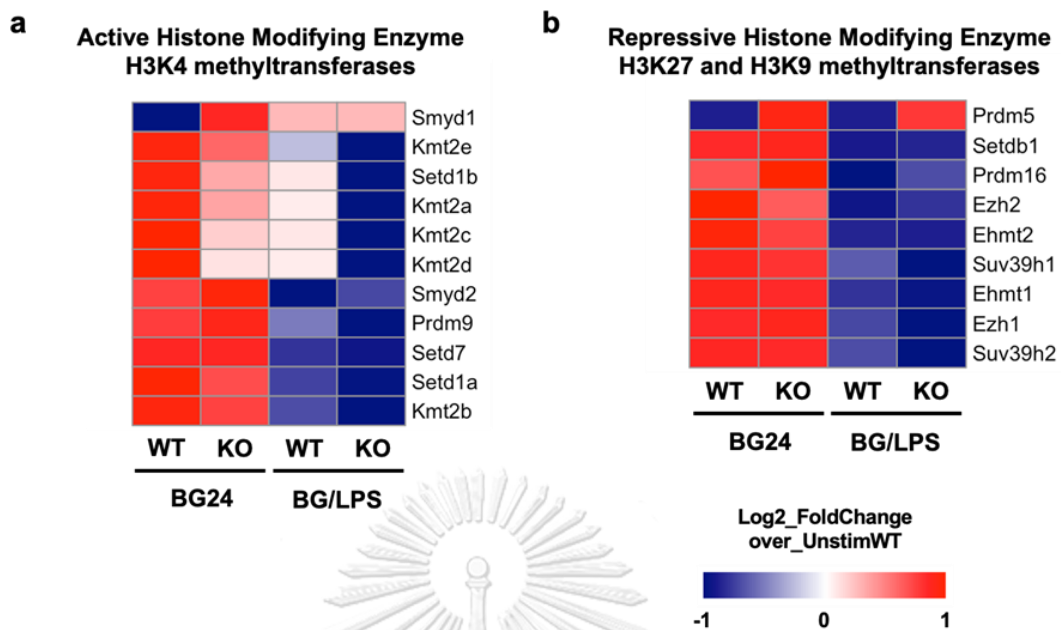 a
Active Histone Modifying Enzyme
H3K4 methyltransferases
Smyd1
Kmt2e
Setd1b
Kmt2a
Kmt2c
Kmt2d
Smyd2
Prdm9
Setd7
Setd1a
Kmt2b
WT KO WT KO
BG24 BG/LPS
b
Repressive Histone Modifying Enzyme
H3K27 and H3K9 methyltransferases
Prdm5
Setdb1
Prdm16
Ezh2
Ehmt2
Suv39h1
Ehmt1
Ezh1
Suv39h2
WT KO WT KO
BG24 BG/LPS
Log2_FoldChange
over_UnstimWT
-1 0 1